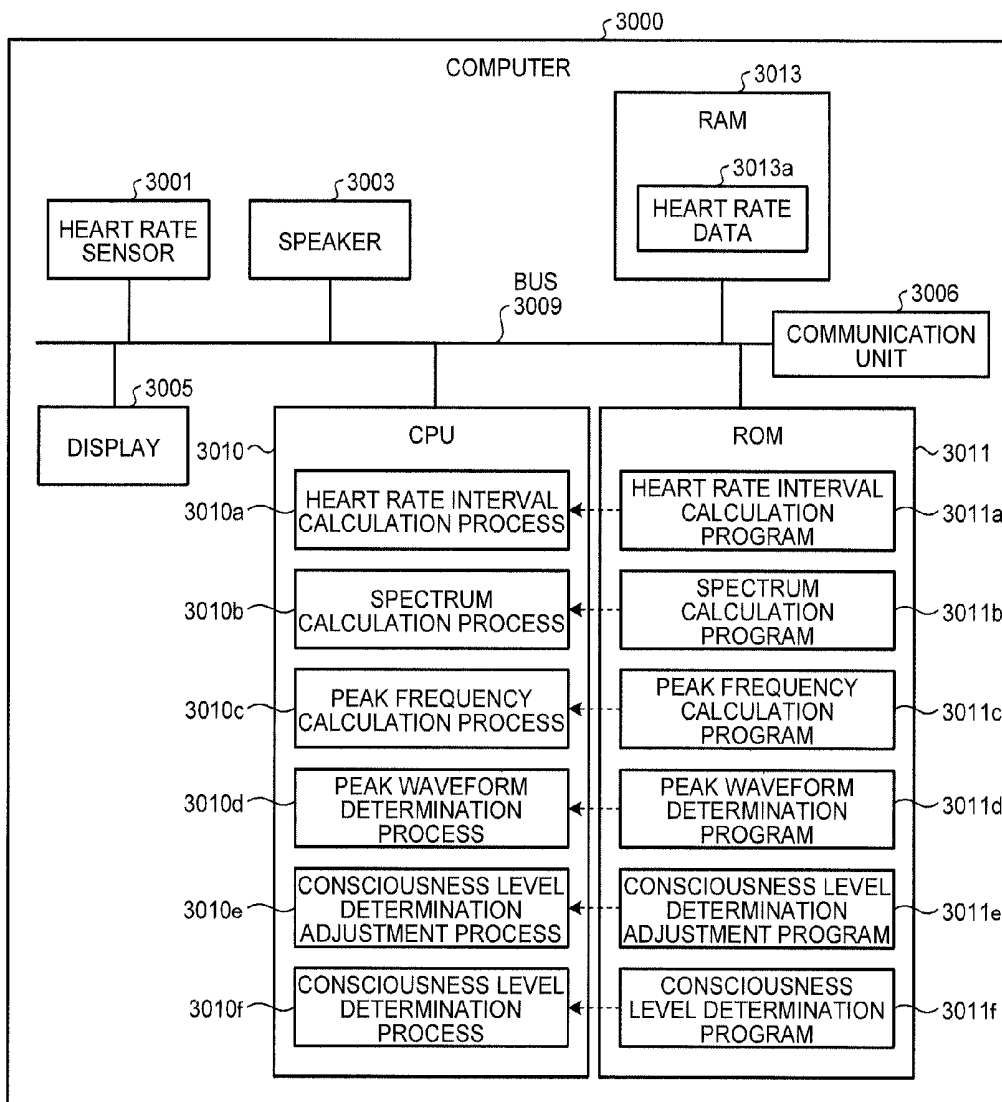 3000
COMPUTER
3013
RAM
3013a
HEART RATE
DATA
3001
HEART RATE
SENSOR
3003
SPEAKER
BUS
3009
3006
COMMUNICATION
UNIT
3005
DISPLAY
3010
CPU
ROM
3011
3010a
HEART RATE INTERVAL
CALCULATION PROCESS
HEART RATE INTERVAL
CALCULATION
PROGRAM
3011a
3010b
SPECTRUM
CALCULATION PROCESS
SPECTRUM
CALCULATION
PROGRAM
3011b
3010c
PEAK FREQUENCY
CALCULATION PROCESS
PEAK FREQUENCY
CALCULATION
PROGRAM
3011c
3010d
PEAK WAVEFORM
DETERMINATION
PROCESS
PEAK WAVEFORM
DETERMINATION
PROGRAM
3011d
3010e
CONSCIOUSNESS LEVEL
DETERMINATION
ADJUSTMENT PROCESS
CONSCIOUSNESS LEVEL
DETERMINATION
ADJUSTMENT PROGRAM
3011e
3010f
CONSCIOUSNESS LEVEL
DETERMINATION
PROCESS
CONSCIOUSNESS
LEVEL DETERMINATION
PROGRAM
3011f